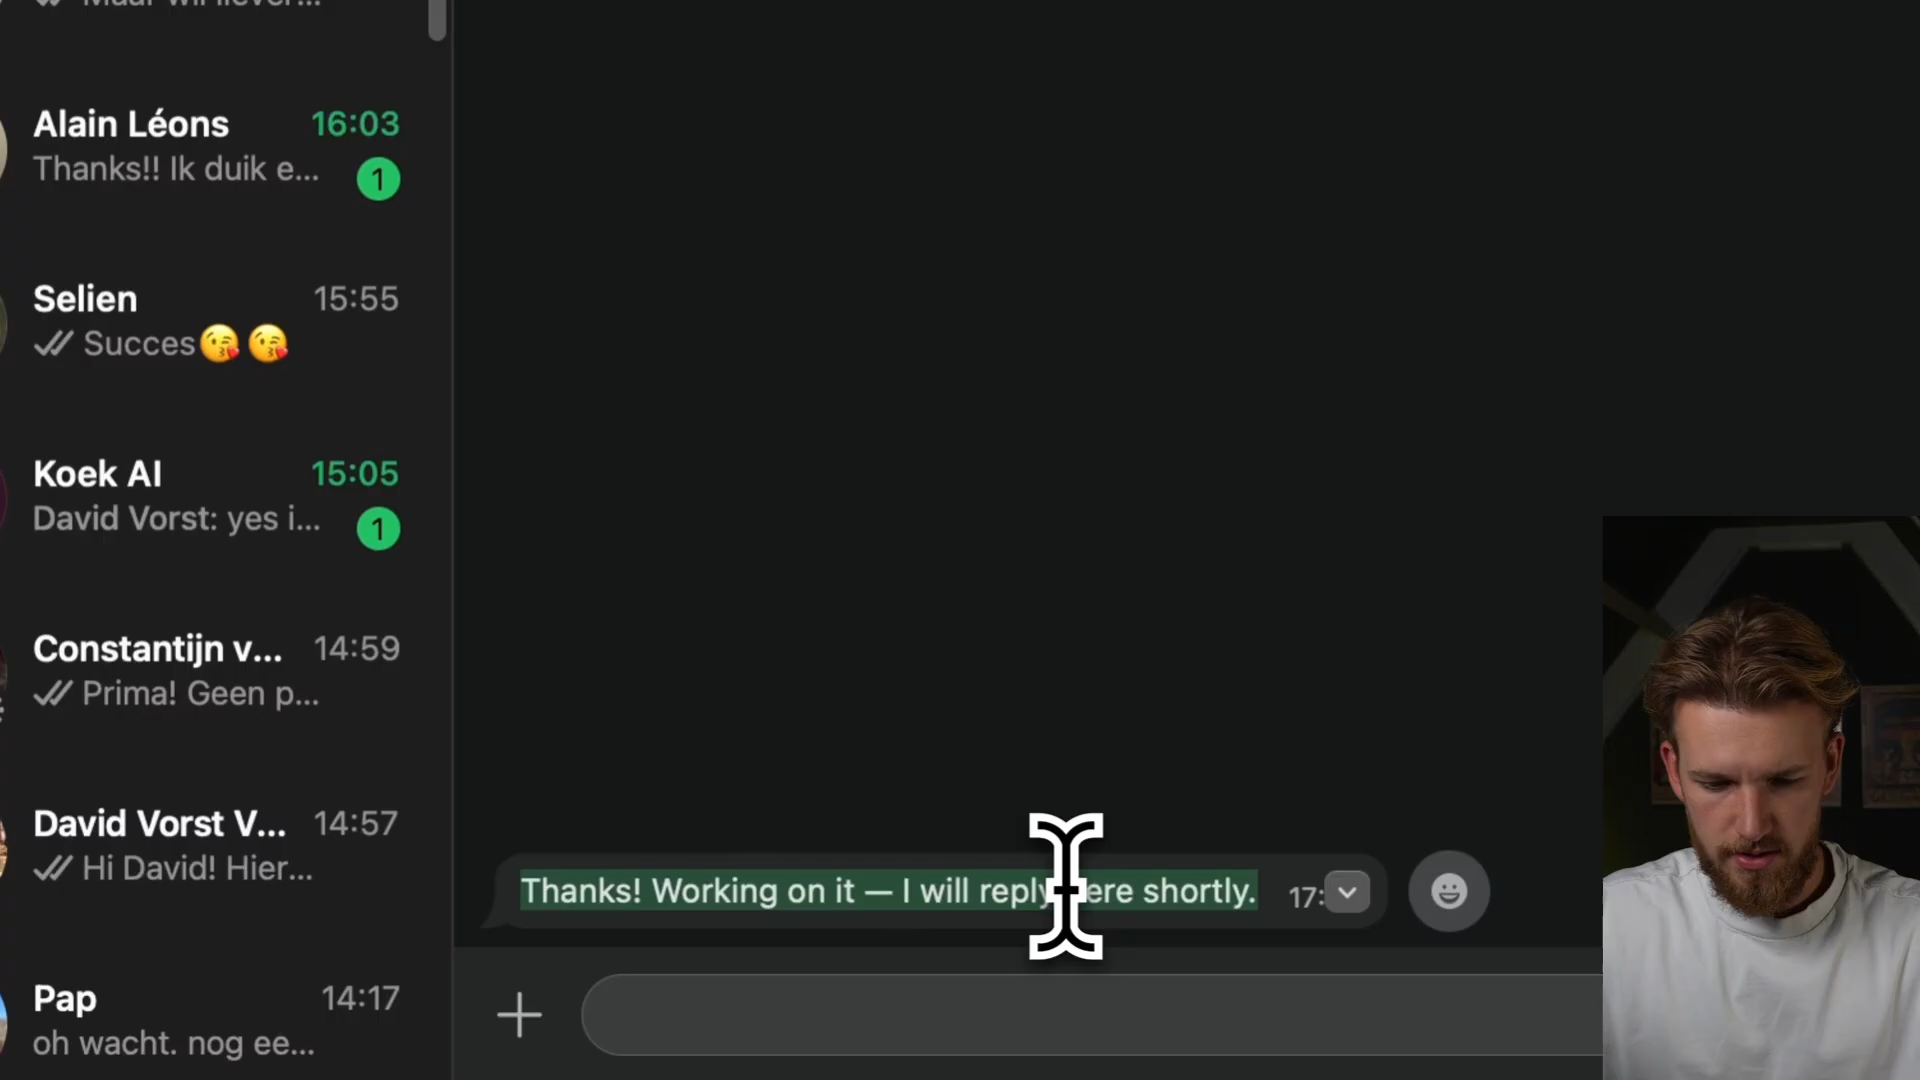 Alain Léons 16:03
Thanks!! Ik duik e... 1
Selien 15:55
Succes😘😘
Koek AI 15:05
David Vorst: yes i... 1
Constantijn v... 14:59
Prima! Geen p...
David Vorst V... 14:57
Hi David! Hier...
Pap 14:17
oh wacht. nog ee...
Thanks! Working on it — I will reply here shortly. 17: